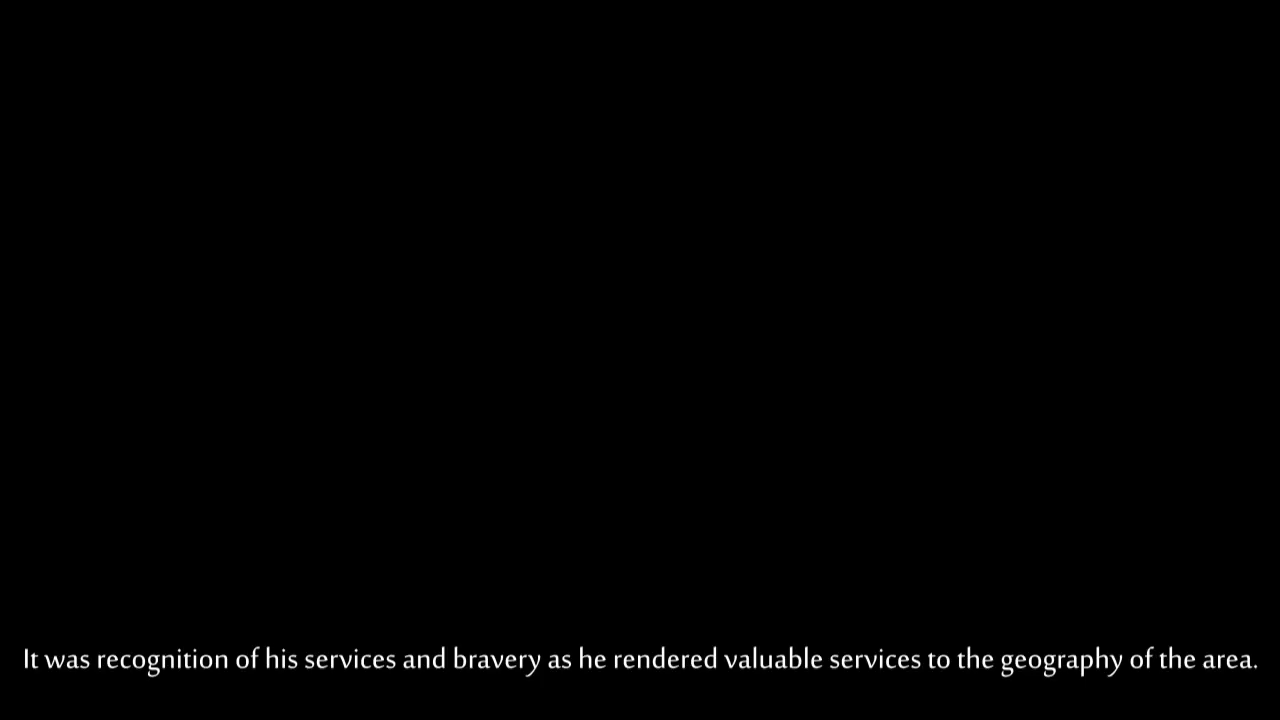 It was recognition of his services and bravery as he rendered valuable services to the geography of the area.